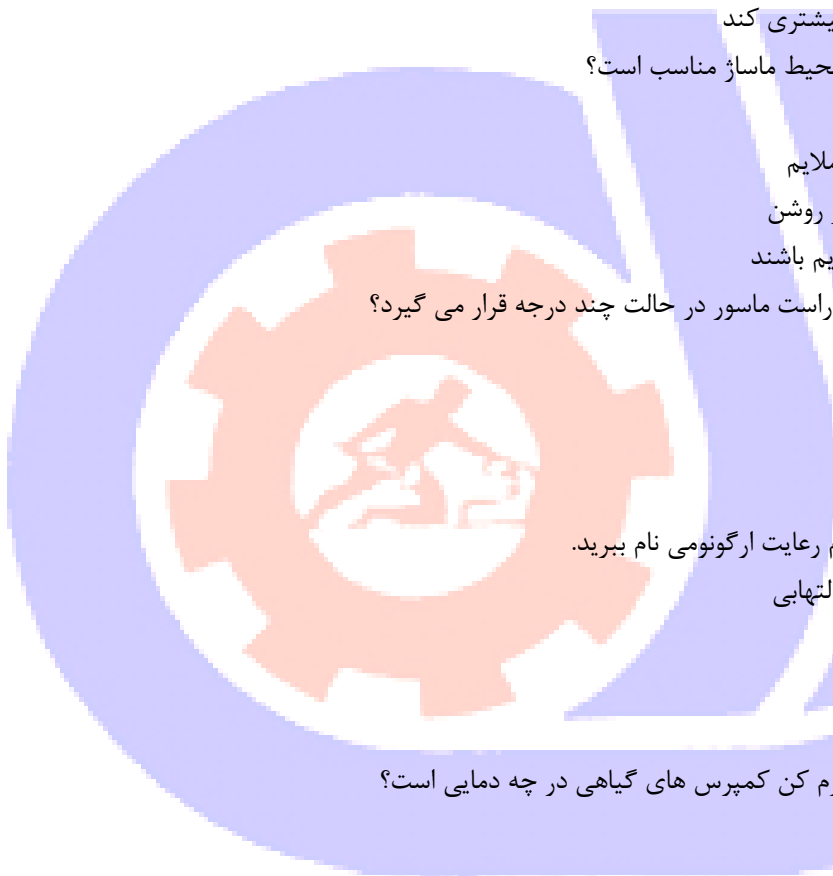 یشتری کند
حیط ماساژ مناسب است؟
ملایم
روشن
یم باشند
راست ماسور در حالت چند درجه قرار می گیرد؟
رعایت ارگونومی نام ببرید.
لتهابی
رم کن کمپرس های گیاهی در چه دمایی است؟